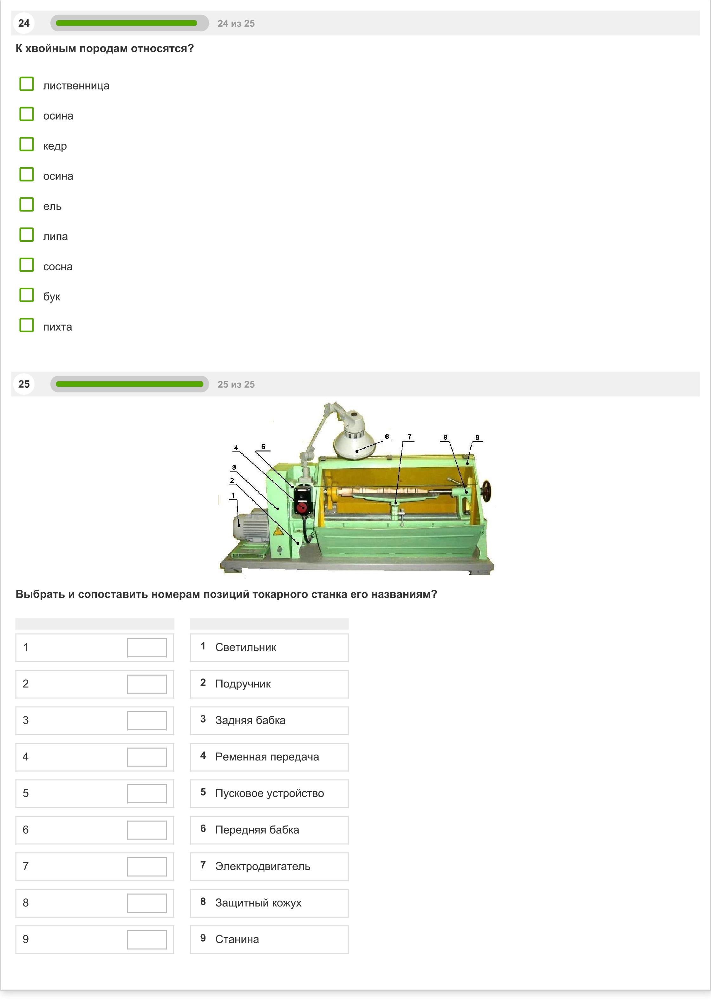 24 24 из 25
К хвойным породам относятся?
лиственница
осина
кедр
осина
ель
липа
сосна
бук
пихта
25 25 из 25
6 7 8 9
4 5
3
2
1
Выбрать и сопоставить номерам позиций токарного станка его названиям?
1 1 Светильник
2 2 Подручник
3 3 Задняя бабка
4 4 Ременная передача
5 5 Пусковое устройство
6 6 Передняя бабка
7 7 Электродвигатель
8 8 Защитный кожух
9 9 Станина